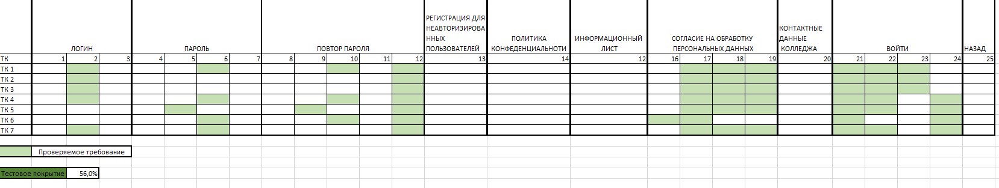 ЛОГИН
ПАРОЛЬ
ПОВТОР ПАРОЛЯ
РЕГИСТРАЦИЯ ДЛЯ
НЕАВТОРИЗИРОВА
ННЫХ
ПОЛЬЗОВАТЕЛЕЙ
ПОЛИТИКА
КОНФЕДЕНЦИАЛЬНОТИ
ИНФОРМАЦИОННЫЙ
ЛИСТ
СОГЛАСИЕ НА ОБРАБОТКУ
ПЕРСОНАЛЬНЫХ ДАННЫХ
КОНТАКТНЫЕ
ДАННЫЕ
КОЛЛЕДЖА
ВОЙТИ
НАЗАД
ТК 1 2 3 4 5 6 7 8 9 10 11 12 13 14 12 16 17 18 19 20 21 22 23 24 25
ТК 1
ТК 2
ТК 3
ТК 4
ТК 5
ТК 6
ТК 7
Проверяемое требование
Тестовое покрытие 56,0%